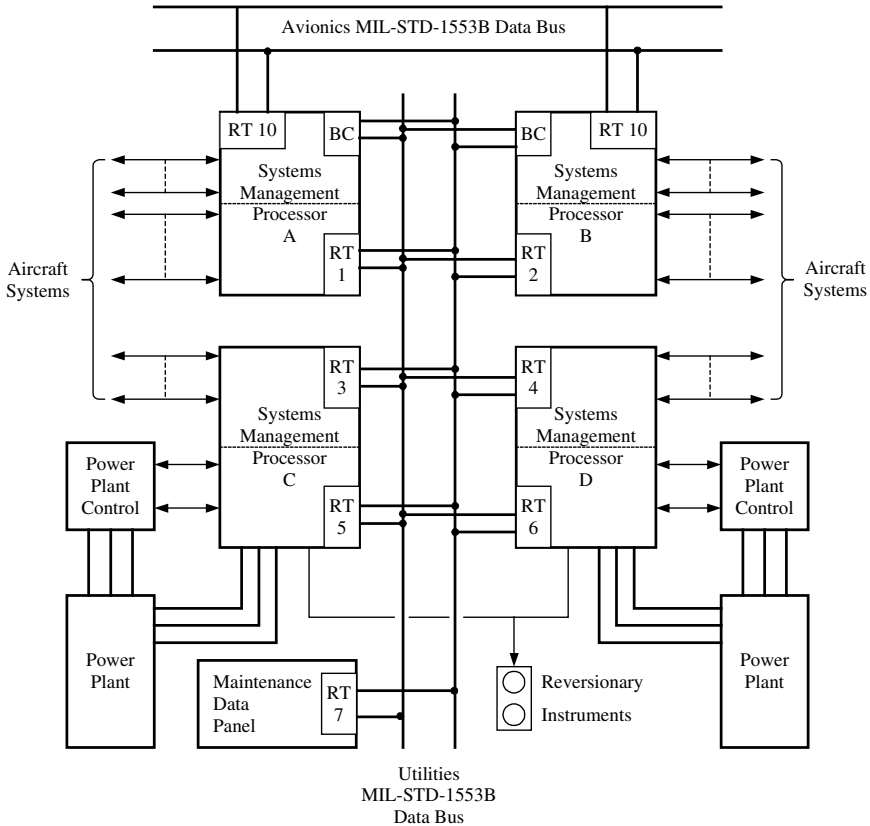 Avionics MIL-STD-1553B Data Bus
RT 10
BC
Systems
Management
Processor
A
RT
1
BC
RT 10
Systems
Management
Processor
B
RT
2
Aircraft
Systems
Aircraft
Systems
RT
3
Systems
Management
Processor
C
RT
5
RT
4
Systems
Management
Processor
D
RT
6
Power
Plant
Control
Power
Plant
Control
Power
Plant
Power
Plant
Maintenance
Data
Panel
RT
7
Reversionary
Instruments
Utilities
MIL-STD-1553B
Data Bus